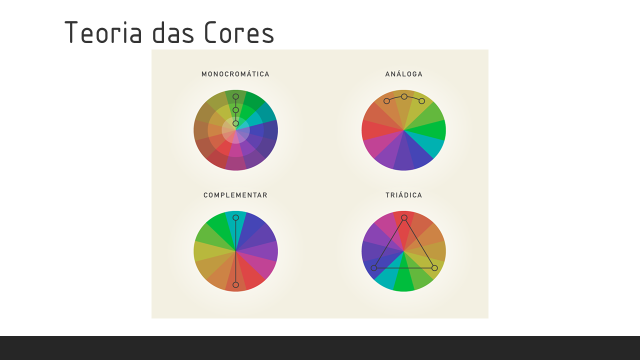 Teoria das Cores
MONOCROMÁTICA
ANÁLOGA
COMPLEMENTAR
TRIÁDICA